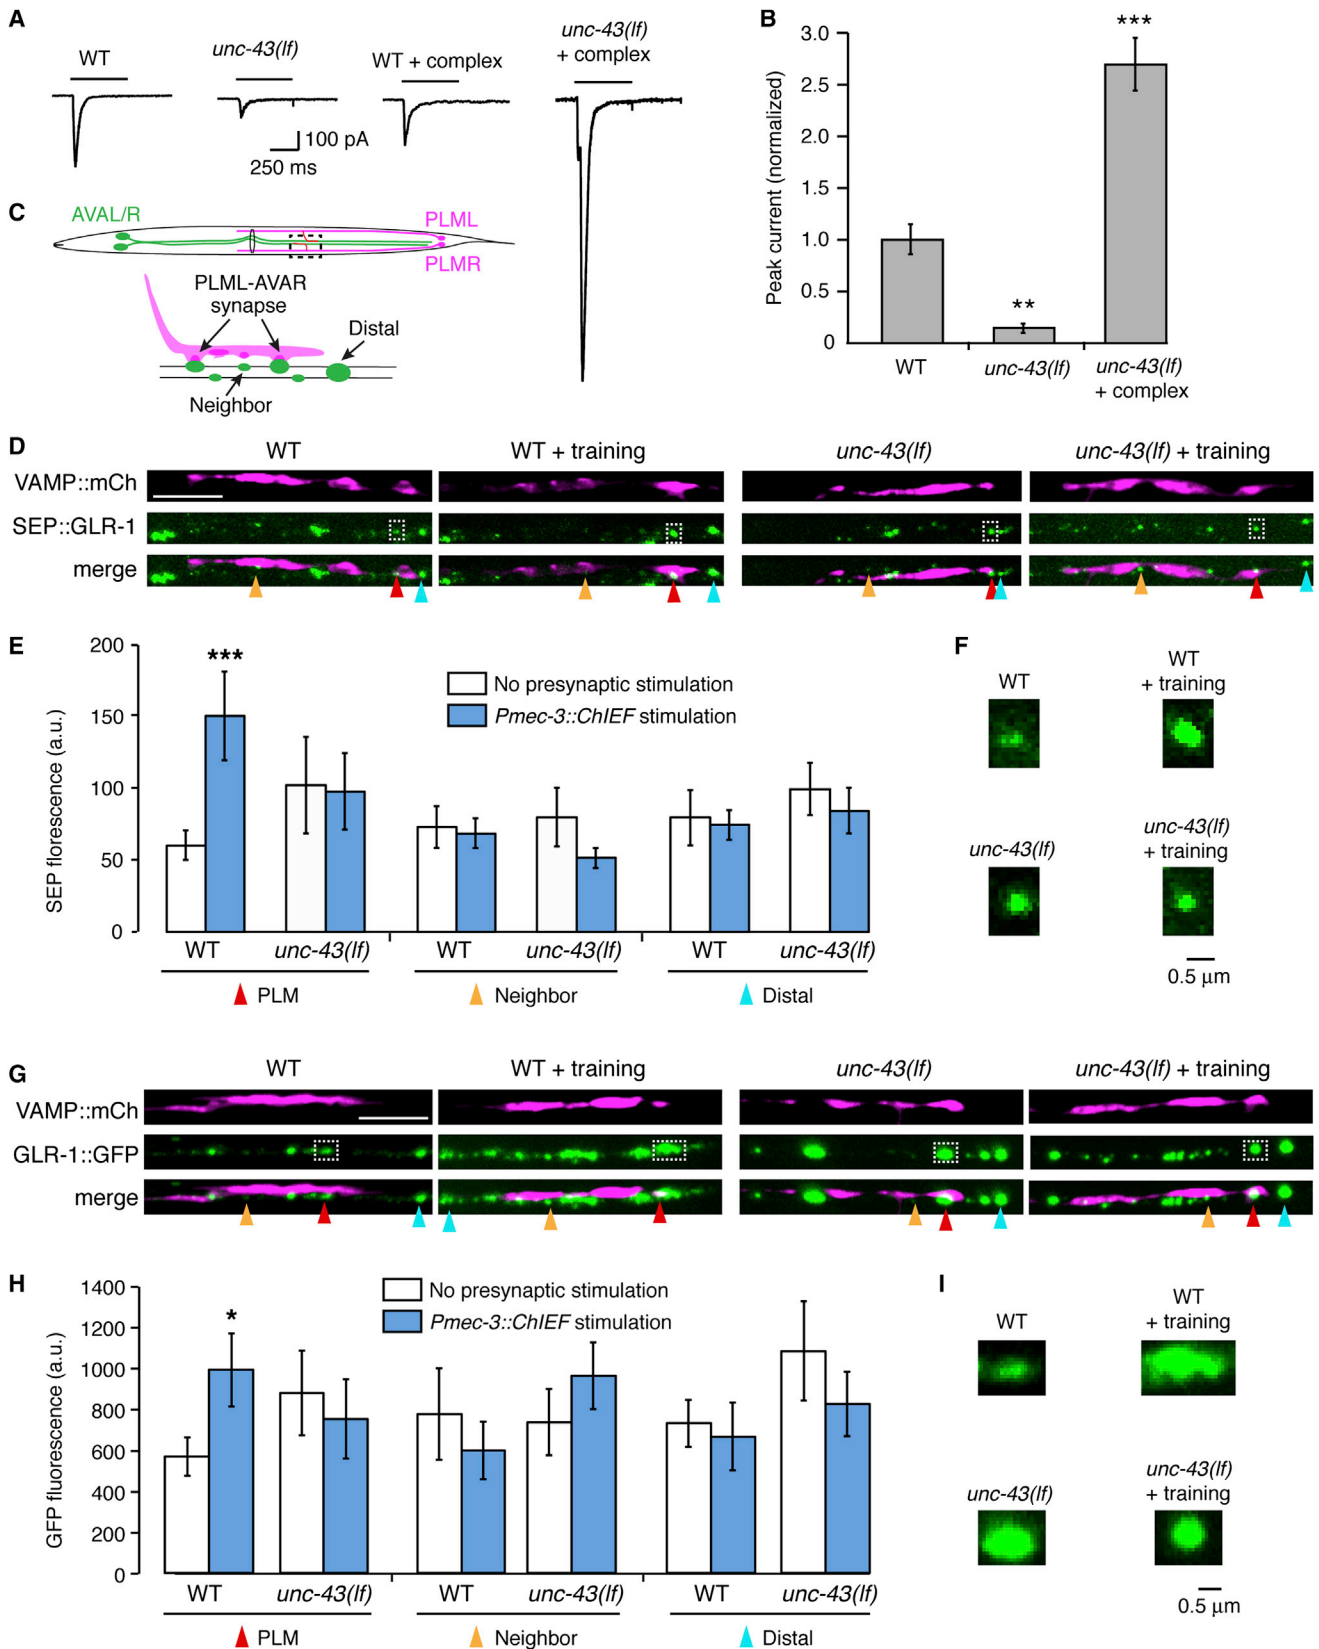 A
WT
unc-43(lf)
WT + complex
unc-43(lf)
+ complex
100 pA
250 ms
B
Peak current (normalized)
3.0
2.5
2.0
1.5
1.0
0.5
0
**
***
WT
unc-43(lf)
unc-43(lf)
+ complex
C
AVAL/R
PLML
PLMR
PLML-AVAR
synapse
Distal
Neighbor
D
WT
WT + training
unc-43(lf)
unc-43(lf) + training
VAMP::mCh
SEP::GLR-1
merge
E
SEP florescence (a.u.)
200
150
100
50
0
***
No presynaptic stimulation
Pmec-3::ChIEF stimulation
WT
unc-43(lf)
WT
unc-43(lf)
WT
unc-43(lf)
PLM
Neighbor
Distal
F
WT
WT
+ training
unc-43(lf)
unc-43(lf)
+ training
0.5 μm
G
WT
WT + training
unc-43(lf)
unc-43(lf) + training
VAMP::mCh
GLR-1::GFP
merge
H
GFP fluorescence (a.u.)
1400
1200
1000
800
600
400
200
0
*
No presynaptic stimulation
Pmec-3::ChIEF stimulation
WT
unc-43(lf)
WT
unc-43(lf)
WT
unc-43(lf)
PLM
Neighbor
Distal
I
WT
WT
+ training
unc-43(lf)
unc-43(lf)
+ training
0.5 μm